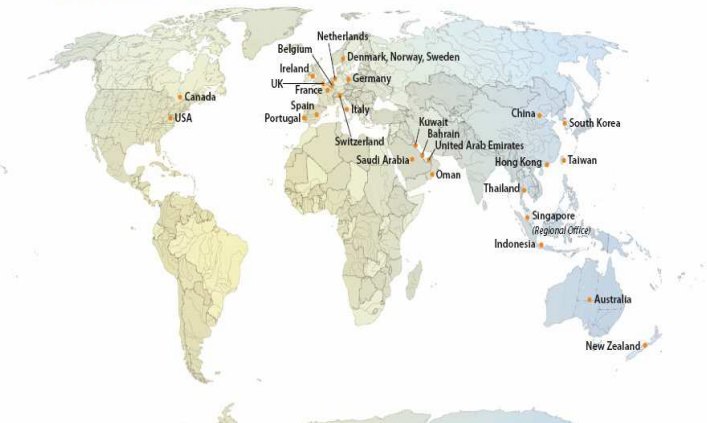 Netherlands
Belgium
Denmark, Norway, Sweden
Ireland
Germany
UK
France
Canada
Spain
Italy
USA
Portugal
Switzerland
Kuwait
Bahrain
United Arab Emirates
Saudi Arabia
Oman
China
South Korea
Hong Kong
Taiwan
Thailand
Singapore
(Regional Office)
Indonesia
Australia
New Zealand